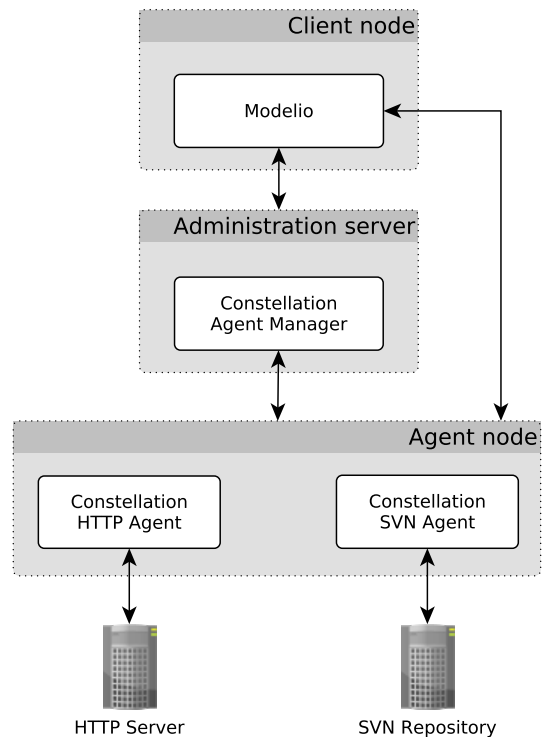 Client node
Modelio
Administration server
Constellation
Agent Manager
Agent node
Constellation
HTTP Agent
Constellation
SVN Agent
HTTP Server
SVN Repository